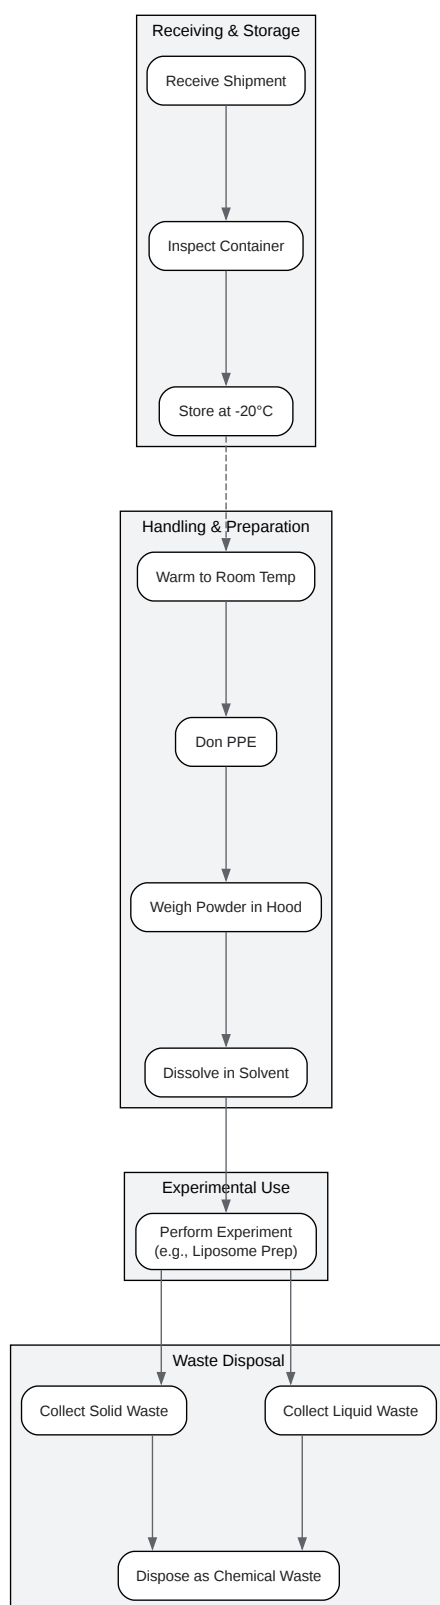 Receiving & Storage
Receive Shipment
Inspect Container
Store at -20°C
Handling & Preparation
Warm to Room Temp
Don PPE
Weigh Powder in Hood
Dissolve in Solvent
Experimental Use
Perform Experiment
(e.g., Liposome Prep)
Waste Disposal
Collect Solid Waste
Collect Liquid Waste
Dispose as Chemical Waste